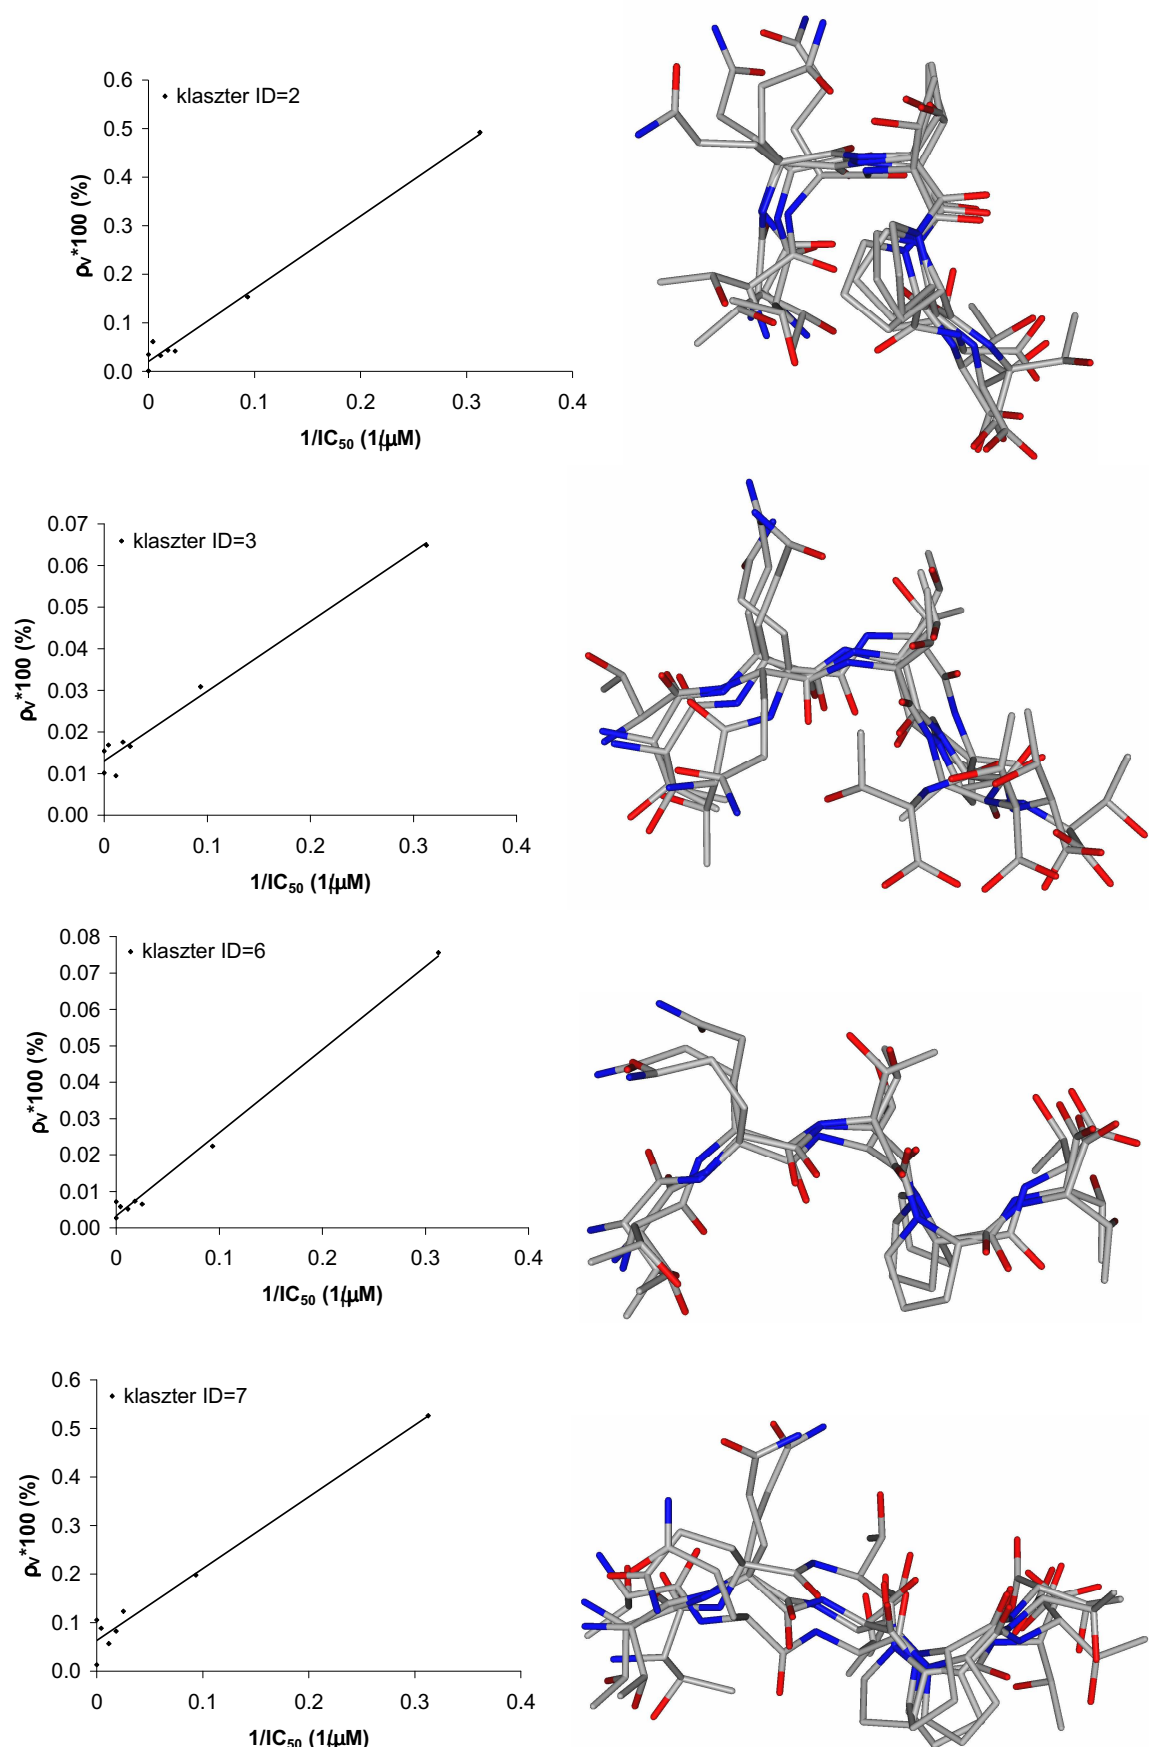 klaszter ID=2
ρV*100 (%)
0.6
0.5
0.4
0.3
0.2
0.1
0.0
0 0.1 0.2 0.3 0.4
1/IC50 (1/μM)
klaszter ID=3
ρV*100 (%)
0.07
0.06
0.05
0.04
0.03
0.02
0.01
0.00
0 0.1 0.2 0.3 0.4
1/IC50 (1/μM)
klaszter ID=6
ρV*100 (%)
0.08
0.07
0.06
0.05
0.04
0.03
0.02
0.01
0.00
0 0.1 0.2 0.3 0.4
1/IC50 (1/μM)
klaszter ID=7
ρV*100 (%)
0.6
0.5
0.4
0.3
0.2
0.1
0.0
0 0.1 0.2 0.3 0.4
1/IC50 (1/μM)